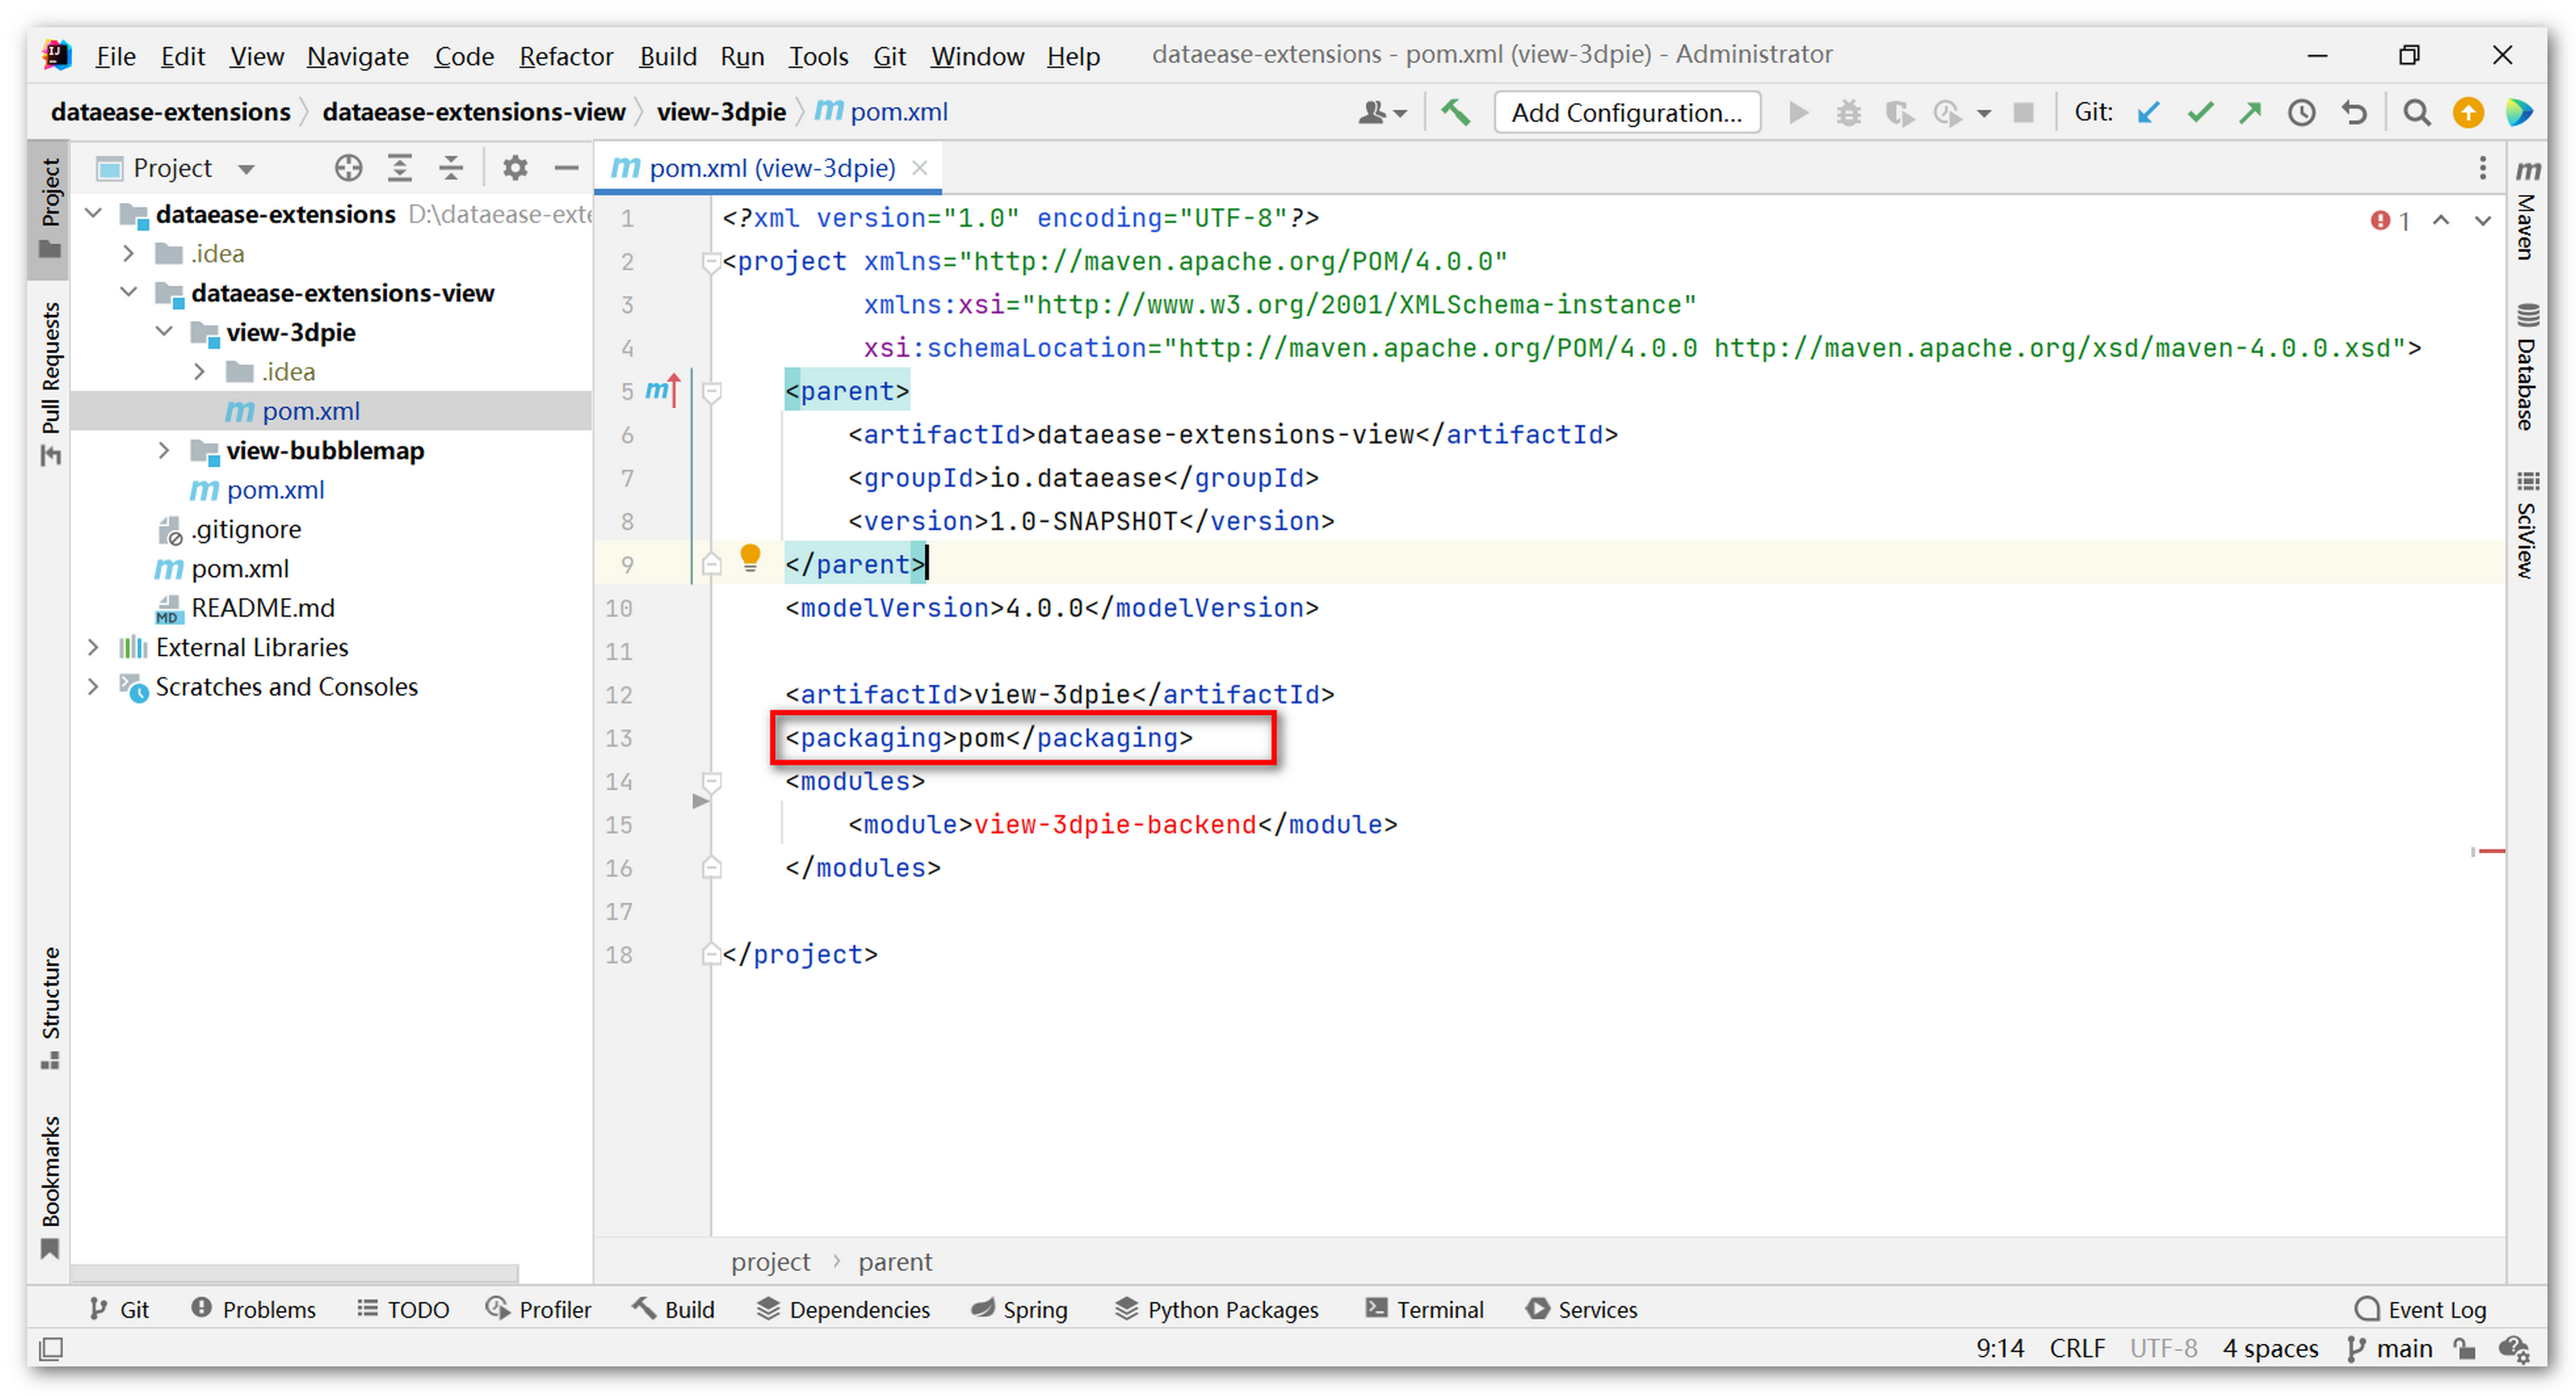 File Edit View Navigate Code Refactor Build Run Tools Git Window Help dataease-extensions - pom.xml (view-3dpie) - Administrator
dataease-extensions dataease-extensions-view view-3dpie pom.xml Add Configuration... Git:
Project
pom.xml (view-3dpie)
Project
Pull Requests
Structure
Bookmarks
dataease-extensions D:\dataease-exte
.idea
dataease-extensions-view
view-3dpie
.idea
pom.xml
view-bubblemap
pom.xml
.gitignore
pom.xml
README.md
External Libraries
Scratches and Consoles
1 <?xml version="1.0" encoding="UTF-8"?>
2 <project xmlns="http://maven.apache.org/POM/4.0.0"
3 xmlns:xsi="http://www.w3.org/2001/XMLSchema-instance"
4 xsi:schemaLocation="http://maven.apache.org/POM/4.0.0 http://maven.apache.org/xsd/maven-4.0.0.xsd">
5 <parent>
6 <artifactId>dataease-extensions-view</artifactId>
7 <groupId>io.dataease</groupId>
8 <version>1.0-SNAPSHOT</version>
9 </parent>
10 <modelVersion>4.0.0</modelVersion>
11
12 <artifactId>view-3dpie</artifactId>
13 <packaging>pom</packaging>
14 <modules>
15 <module>view-3dpie-backend</module>
16 </modules>
17
18 </project>
1
Maven
Database
SciView
project parent
Git Problems TODO Profiler Build Dependencies Spring Python Packages Terminal Services Event Log
9:14 CRLF UTF-8 4 spaces main